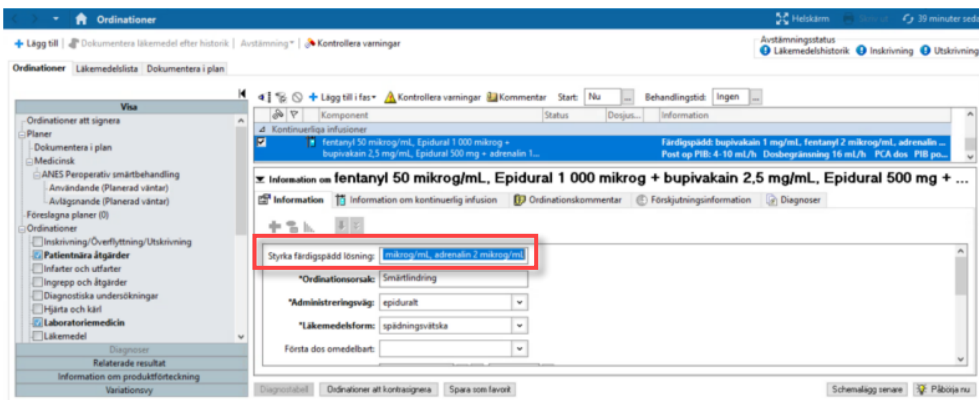 Ordinationer
Helskärm Skriv ut 39 minuter seda
Lägg till Dokumentera läkemedel efter historik Avstämning Kontrollera varningar
Avstämningsstatus
Läkemedelshistorik Inskrivning Utskrivning
Ordinationer Läkemedelslista Dokumentera i plan
Lägg till i fas Kontrollera varningar Kommentar Start: Nu ... Behandlingstid: Ingen ...
Visa
Ordinationer att signera
Planer
Dokumentera i plan
Medicinsk
ANES Peroperativ smärtbehandling
Användande (Planerad väntar)
Avlägsnande (Planerad väntar)
Föreslagna planer (0)
Ordinationer
Inskrivning/Överflyttning/Utskrivning
Patientnära åtgärder
Infarter och utfarter
Ingrepp och åtgärder
Diagnostiska undersökningar
Hjärta och kärl
Laboratoriemedicin
Läkemedel
Diagnoser
Relaterade resultat
Information om produktförteckning
Variationsvy
Komponent Status Dosjus... Information
Kontinuerliga infusioner
fentanyl 50 mikrog/mL, Epidural 1 000 mikrog +
bupivakain 2,5 mg/mL, Epidural 500 mg + adrenalin 1...
Färdigspädd: bupivakain 1 mg/mL, fentanyl 2 mikrog/mL, adrenalin ...
Post op PIB: 4-10 mL/h Dosbegränsning 16 mL/h PCA dos PIB po...
Information om fentanyl 50 mikrog/mL, Epidural 1 000 mikrog + bupivakain 2,5 mg/mL, Epidural 500 mg + ...
Information Information om kontinuerlig infusion Ordinationskommentar Förskjutningsinformation Diagnoser
Styrka färdigspädd lösning: mikrog/mL, adrenalin 2 mikrog/mL
*Ordinationsorsak: Smärtlindring
*Administreringsväg: epiduralt
*Läkemedelsform: spädningsvätska
Första dos omedelbart:
Diagnostabell Ordinationer att kontrasignera Spara som favorit Schemalägg senare Påbörja nu